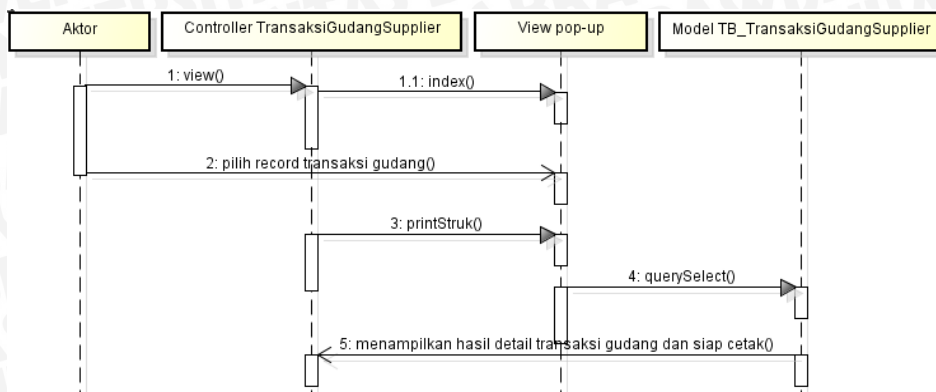 Aktor
Controller TransaksiGudangSupplier
View pop-up
Model TB_TransaksiGudangSupplier
1: view()
1.1: index()
2: pilih record transaksi gudang()
3: printStruk()
4: querySelect()
5: menampilkan hasil detail transaksi gudang dan siap cetak()